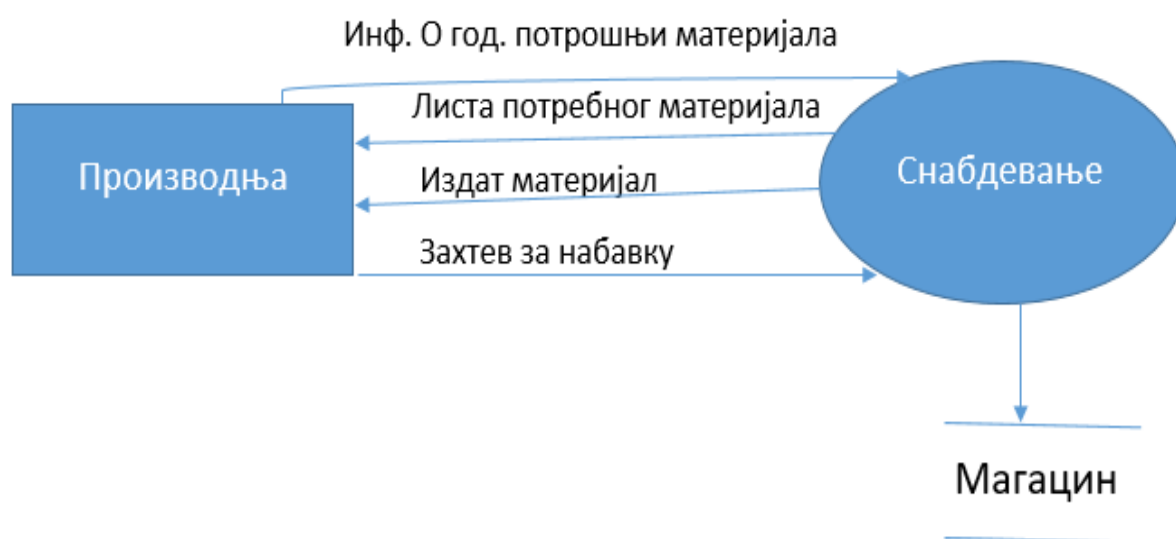 Инф. О год. потрошњи материјала
Листа потребног материјала
Производња
Снабдевање
Издат материјал
Захтев за набавку
Магацин